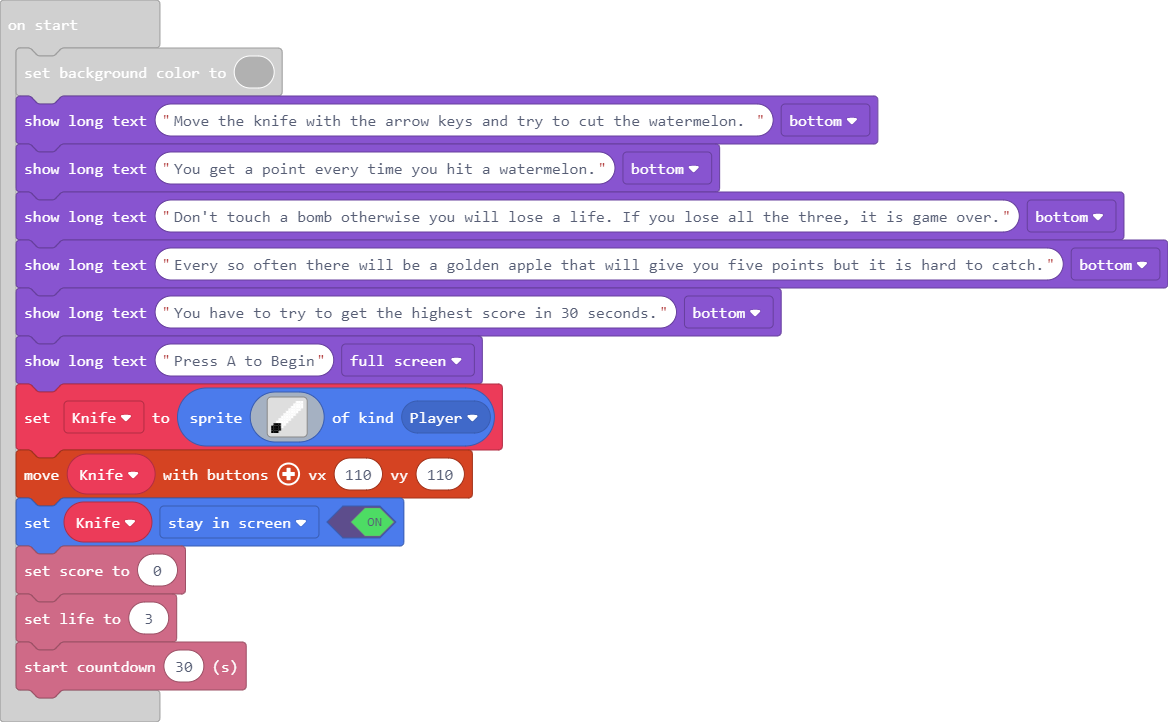 on start
set background color to
show long text "Move the knife with the arrow keys and try to cut the watermelon. " bottom
show long text "You get a point every time you hit a watermelon." bottom
show long text "Don't touch a bomb otherwise you will lose a life. If you lose all the three, it is game over." bottom
show long text "Every so often there will be a golden apple that will give you five points but it is hard to catch." bottom
show long text "You have to try to get the highest score in 30 seconds." bottom
show long text "Press A to Begin" full screen
set Knife to sprite of kind Player
move Knife with buttons vx 110 vy 110
set Knife stay in screen ON
set score to 0
set life to 3
start countdown 30 (s)